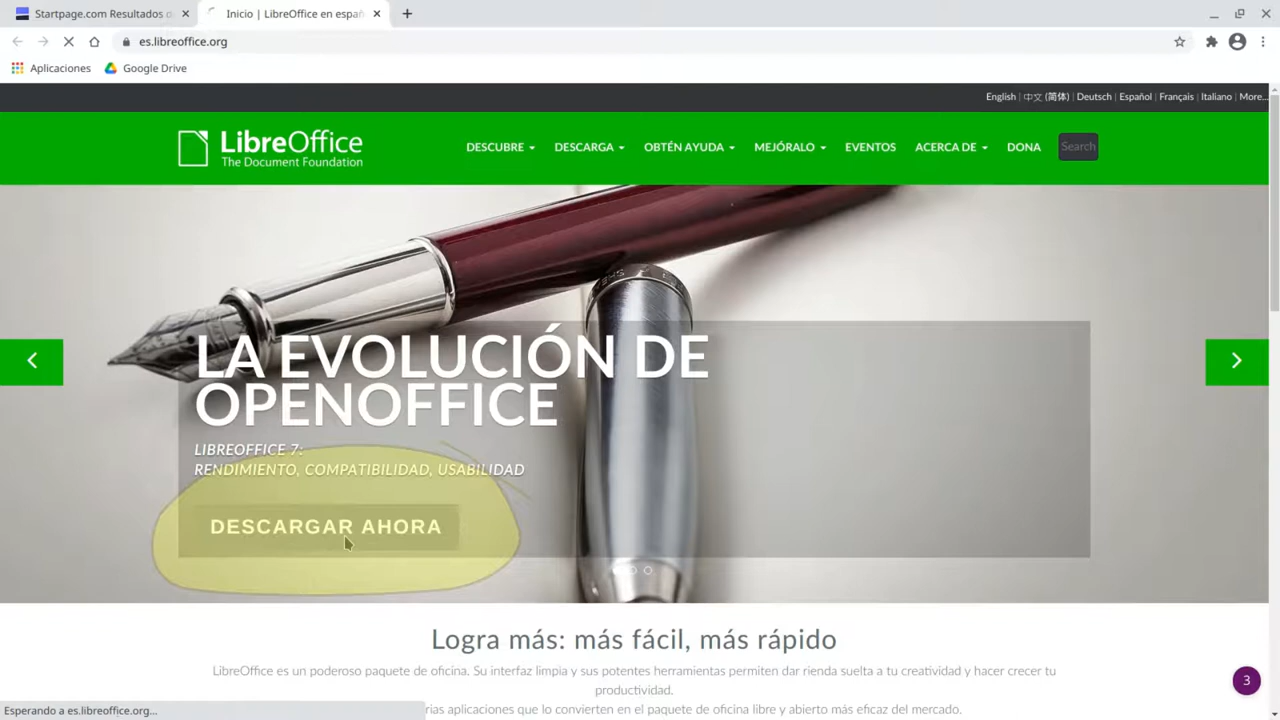 Startpage.com Resultados d
Inicio | LibreOffice en españ
es.libreoffice.org
Aplicaciones
Google Drive
English | 中文 (简体) | Deutsch | Español | Français | Italiano | More...
LibreOffice
The Document Foundation
DESCUBRE DESCARGA OBTÉN AYUDA MEJÓRALO EVENTOS ACERCA DE DONA Search
LA EVOLUCIÓN DE
OPENOFFICE
LIBREOFFICE 7:
RENDIMIENTO, COMPATIBILIDAD, USABILIDAD
DESCARGAR AHORA
Logra más: más fácil, más rápido
LibreOffice es un poderoso paquete de oficina. Su interfaz limpia y sus potentes herramientas permiten dar rienda suelta a tu creatividad y hacer crecer tu
productividad.
rias aplicaciones que lo convierten en el paquete de oficina libre y abierto más eficaz del mercado.
3
Esperando a es.libreoffice.org...